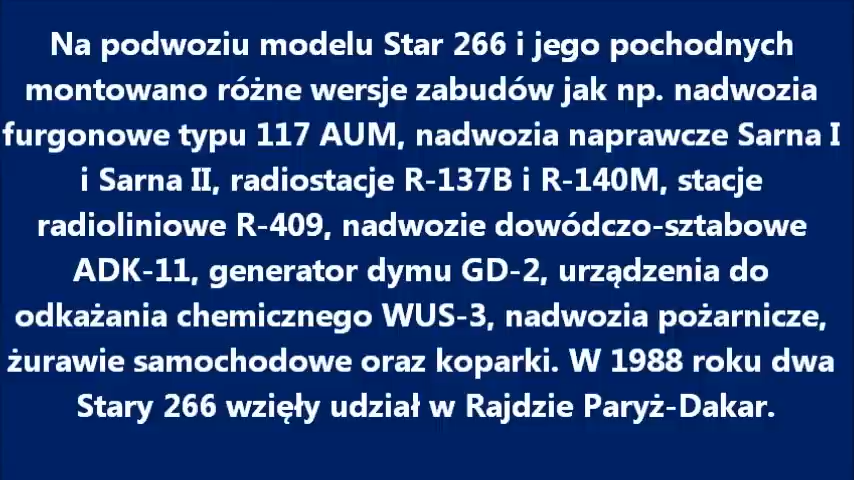 Na podwoziu modelu Star 266 i jego pochodnych
montowano różne wersje zabudów jak np. nadwozia
furgonowe typu 117 AUM, nadwozia naprawcze Sarna I
i Sarna II, radiostacje R-137B i R-140M, stacje
radioliniowe R-409, nadwozie dowódczo-sztabowe
ADK-11, generator dymu GD-2, urządzenia do
odkażania chemicznego WUS-3, nadwozia pożarnicze,
żurawie samochodowe oraz koparki. W 1988 roku dwa
Stary 266 wzięły udział w Rajdzie Paryż-Dakar.